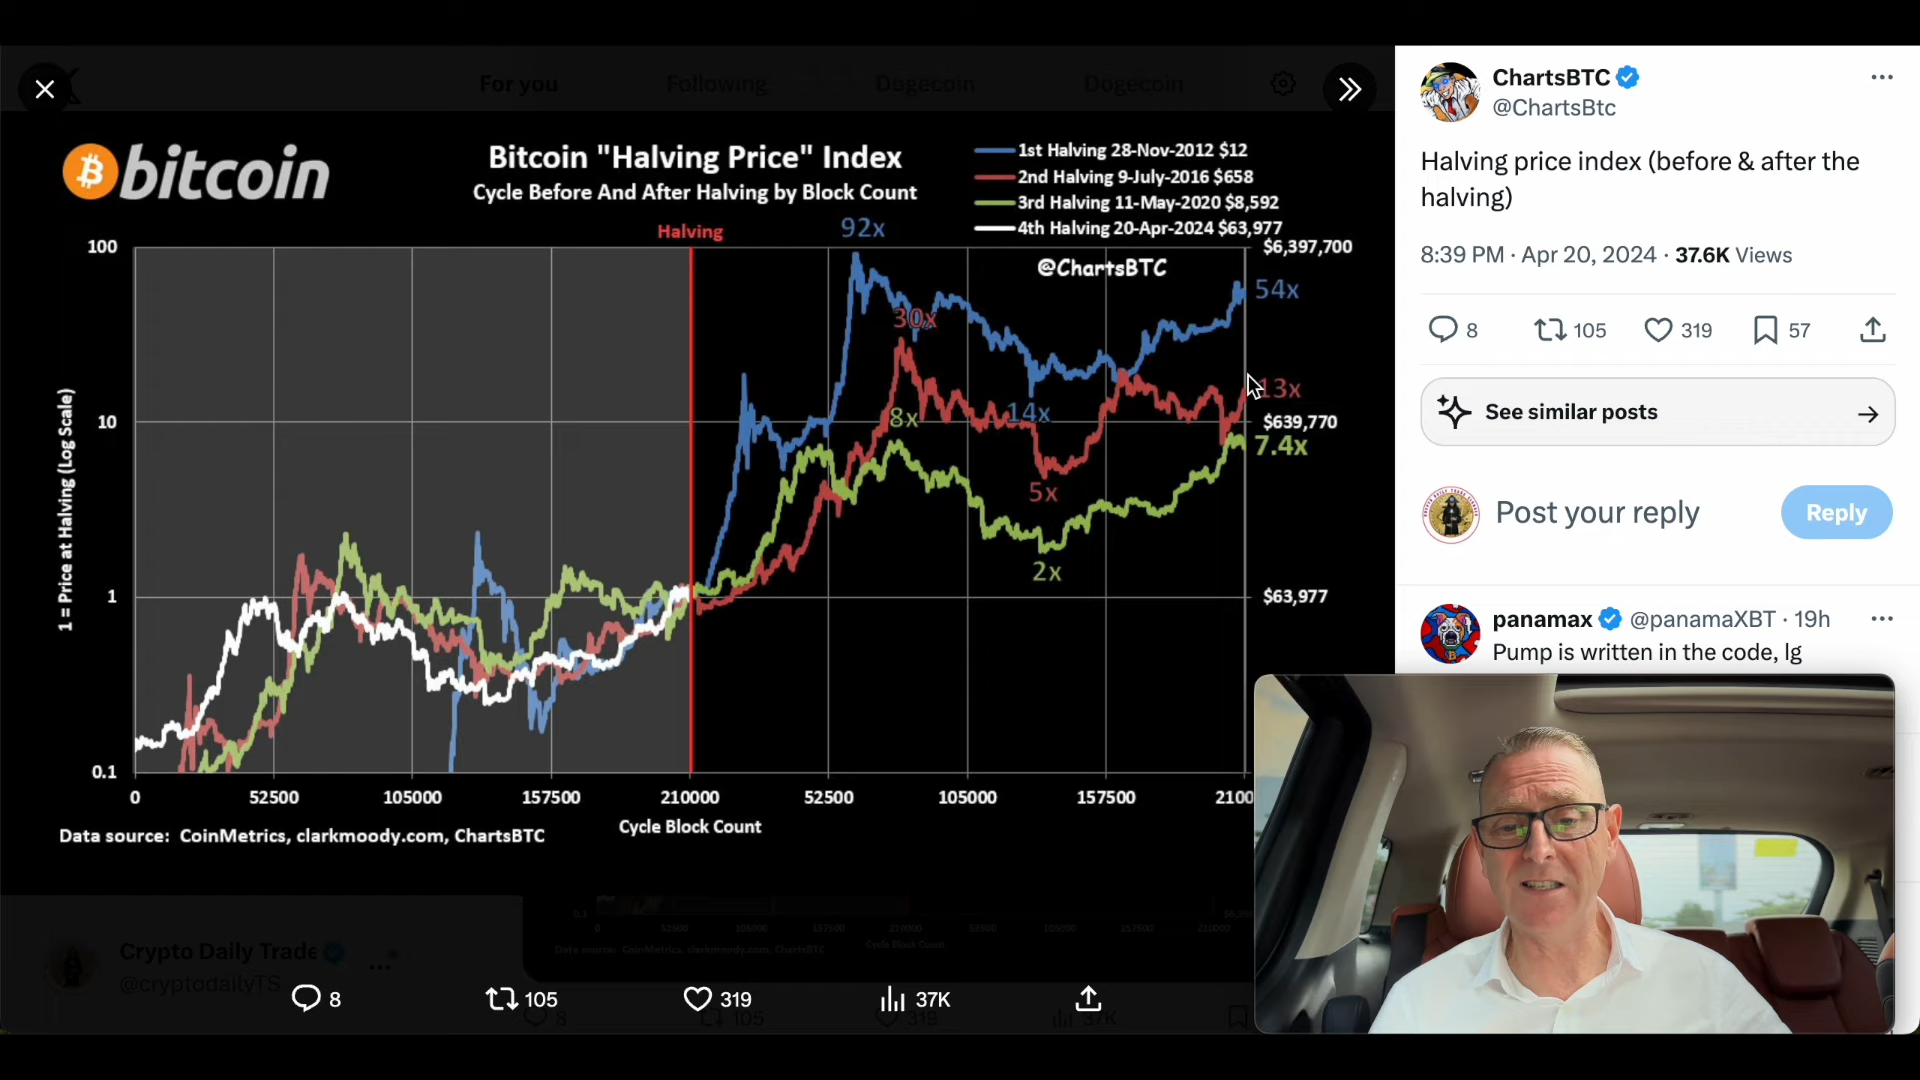 For you Following Dogecoin Dogecoin
bitcoin
Bitcoin "Halving Price" Index
Cycle Before And After Halving by Block Count
1st Halving 28-Nov-2012 $12
2nd Halving 9-July-2016 $658
3rd Halving 11-May-2020 $8,592
4th Halving 20-Apr-2024 $63,977
Halving
92x
@ChartsBTC
54x
30x
13x
14x
8x
7.4x
5x
2x
100
10
1
0.1
1 = Price at Halving (Log Scale)
$6,397,700
$639,770
$63,977
0 52500 105000 157500 210000 52500 105000 157500 2100
Cycle Block Count
Data source: CoinMetrics, clarkmoody.com, ChartsBTC
Crypto Daily Trade
@cryptodailyTS
8 105 319 37K
ChartsBTC
@ChartsBtc
Halving price index (before & after the
halving)
8:39 PM · Apr 20, 2024 · 37.6K Views
8 105 319 57
See similar posts
Post your reply
Reply
panamax @panamaXBT · 19h
Pump is written in the code, lg